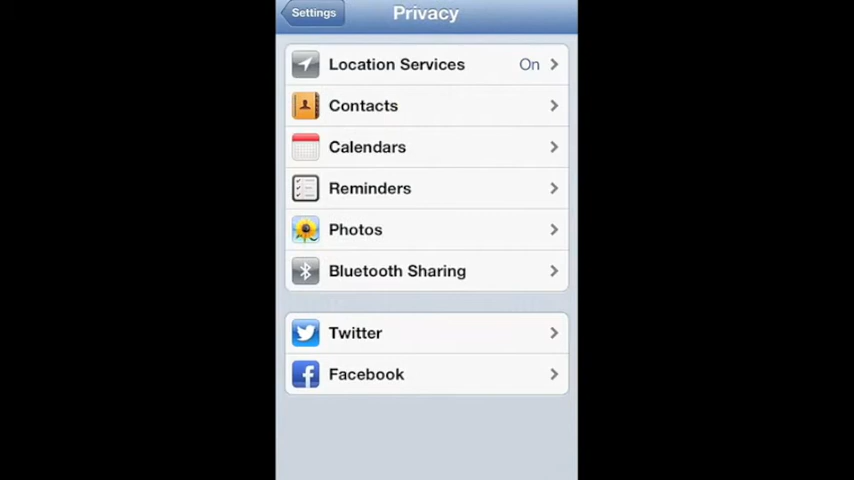 Settings
Privacy
Location Services On
Contacts
Calendars
Reminders
Photos
Bluetooth Sharing
Twitter
Facebook